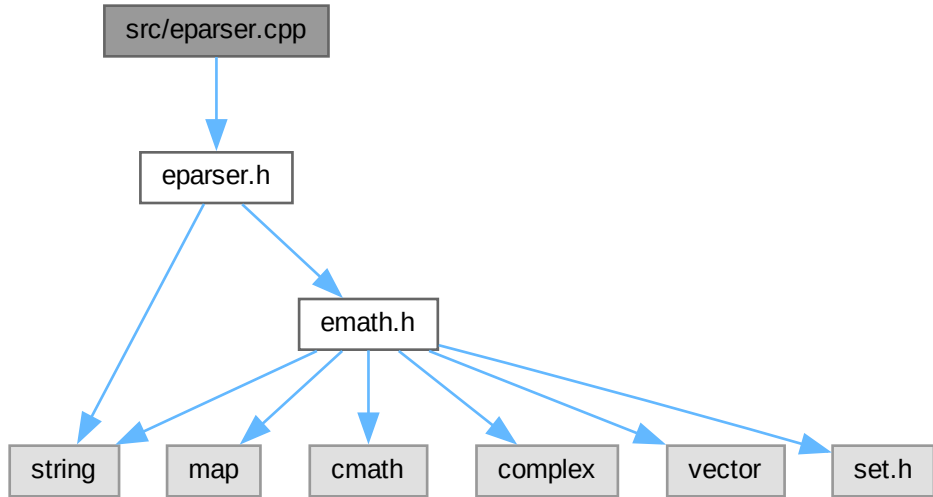 src/eparser.cpp
eparser.h
emath.h
string
map
cmath
complex
vector
set.h